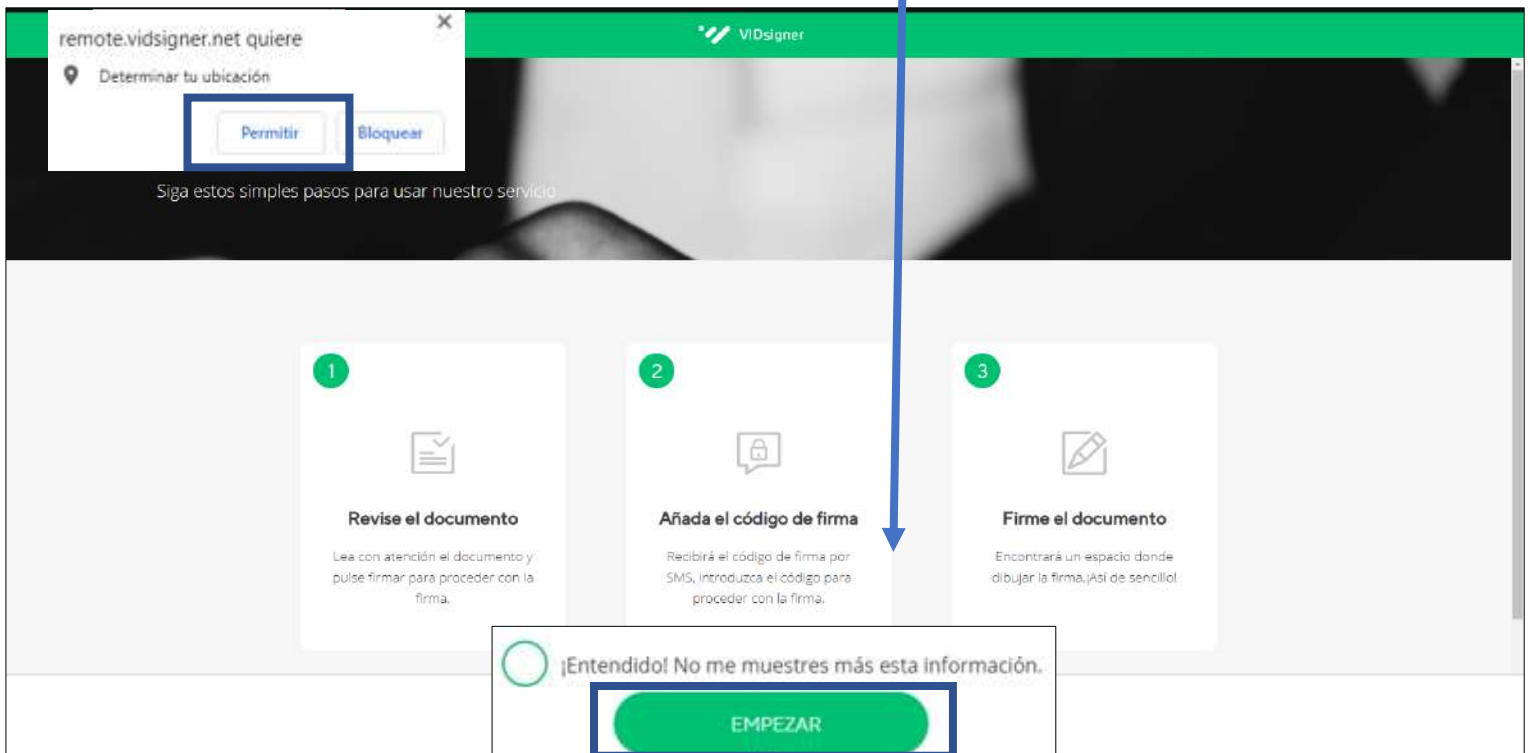 remote.vidsigner.net quiere
Determinar tu ubicación
Permitir
Bloquear
VIDsigner
Siga estos simples pasos para usar nuestro servicio
1
Revise el documento
Lea con atención el documento y
pulse firmar para proceder con la
firma.
2
Añada el código de firma
Recibirá el código de firma por
SMS, introduzca el código para
proceder con la firma.
3
Firme el documento
Encontrará un espacio donde
dibujar la firma.¡Así de sencillo!
¡Entendido! No me muestres más esta información.
EMPEZAR